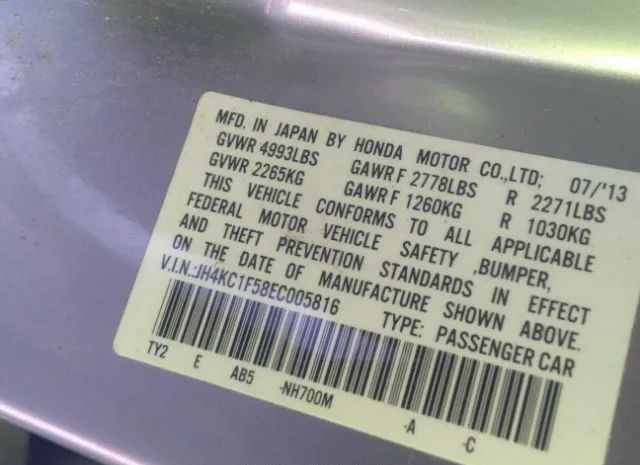 MFD. IN JAPAN BY HONDA MOTOR CO.,LTD; 07/'13
GVWR 4993LBS GAWR F 2778LBS R 2271LBS
GVWR 2265KG GAWR F 1260KG R 1030KG
THIS VEHICLE CONFORMS TO ALL APPLICABLE
FEDERAL MOTOR VEHICLE SAFETY ,BUMPER,
AND THEFT PREVENTION STANDARDS IN EFFECT
ON THE DATE OF MANUFACTURE SHOWN ABOVE.
V.I.N.:JH4KC1F58EC005816 TYPE: PASSENGER CAR
TY2 E AB5 -NH700M -A -C